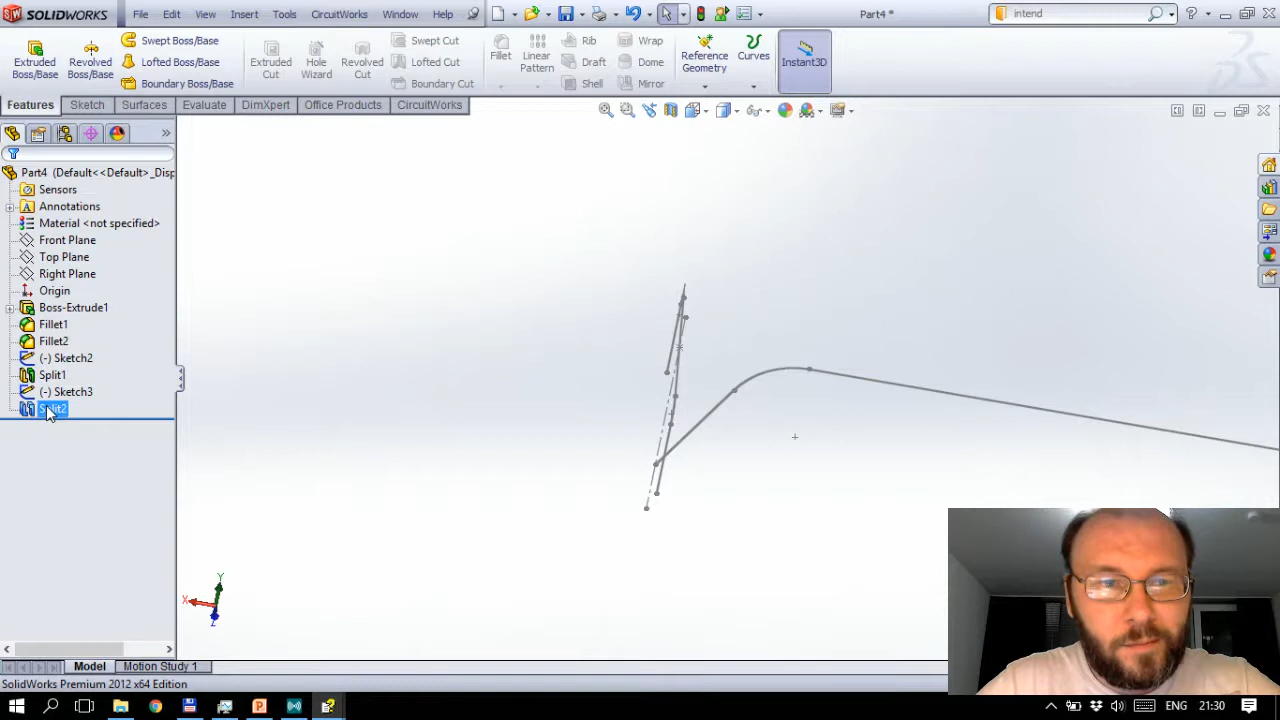 SOLIDWORKS File Edit View Insert Tools CircuitWorks Window Help Part4 * intend
Extruded Boss/Base Revolved Boss/Base Swept Boss/Base Lofted Boss/Base Boundary Boss/Base Extruded Cut Hole Wizard Revolved Cut Swept Cut Lofted Cut Boundary Cut Fillet Linear Pattern Rib Draft Shell Wrap Dome Mirror Reference Geometry Curves Instant3D
Features Sketch Surfaces Evaluate DimXpert Office Products CircuitWorks
Part4 (Default<<Default>_Disp
Sensors
Annotations
Material <not specified>
Front Plane
Top Plane
Right Plane
Origin
Boss-Extrude1
Fillet1
Fillet2
(-) Sketch2
Split1
(-) Sketch3
Split2
Y
X
Z
Model Motion Study 1
SolidWorks Premium 2012 x64 Edition
ENG 21:30